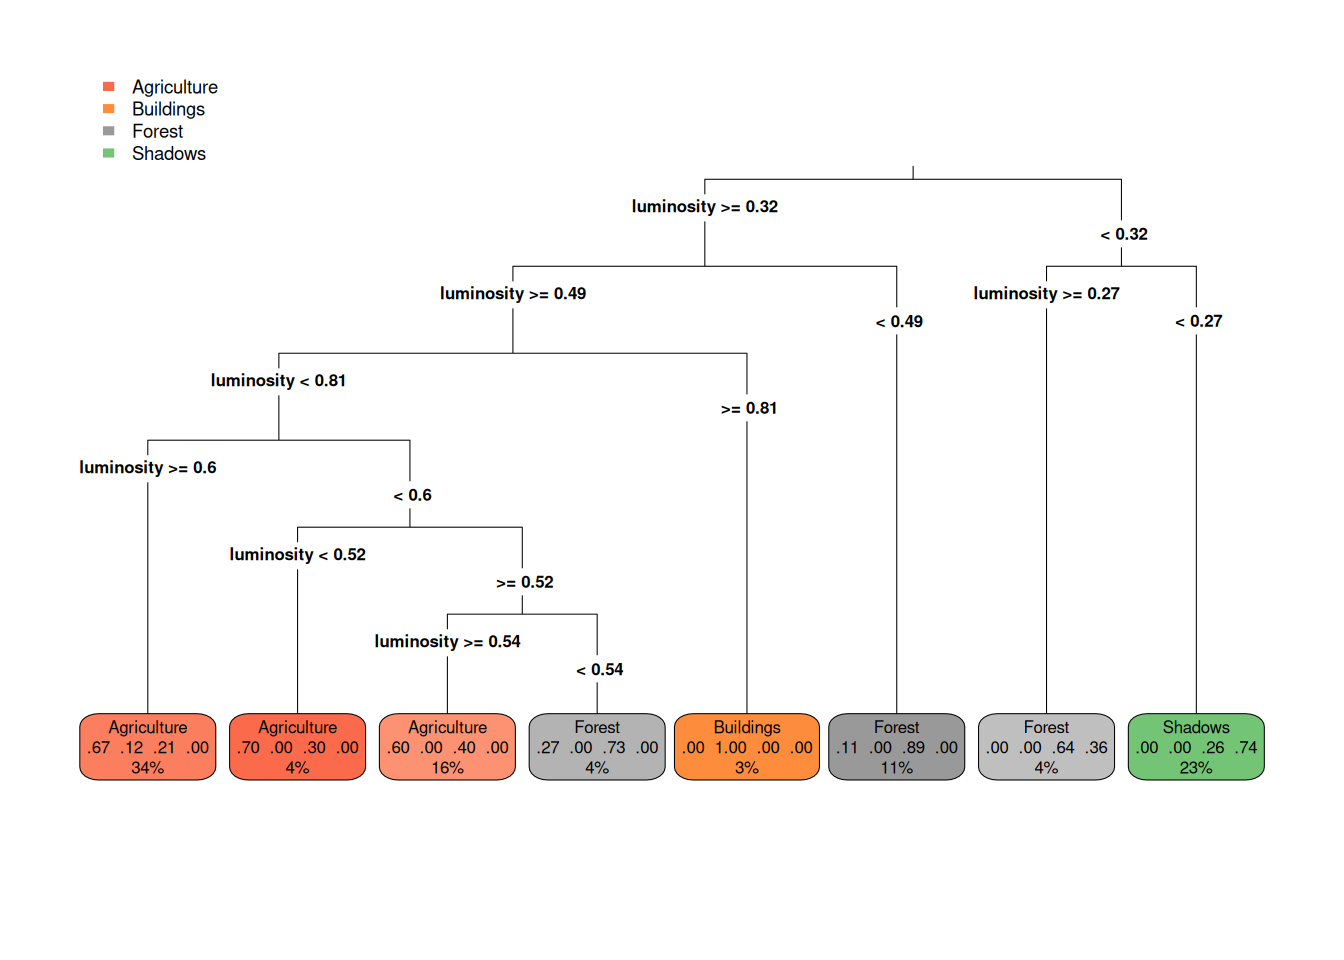 Agriculture
Buildings
Forest
Shadows
luminosity >= 0.32
< 0.32
luminosity >= 0.49
< 0.49
luminosity >= 0.27
< 0.27
luminosity < 0.81
>= 0.81
luminosity >= 0.6
< 0.6
luminosity < 0.52
>= 0.52
luminosity >= 0.54
< 0.54
Agriculture
.67 .12 .21 .00
34%
Agriculture
.70 .00 .30 .00
4%
Agriculture
.60 .00 .40 .00
16%
Forest
.27 .00 .73 .00
4%
Buildings
.00 1.00 .00 .00
3%
Forest
.11 .00 .89 .00
11%
Forest
.00 .00 .64 .36
4%
Shadows
.00 .00 .26 .74
23%